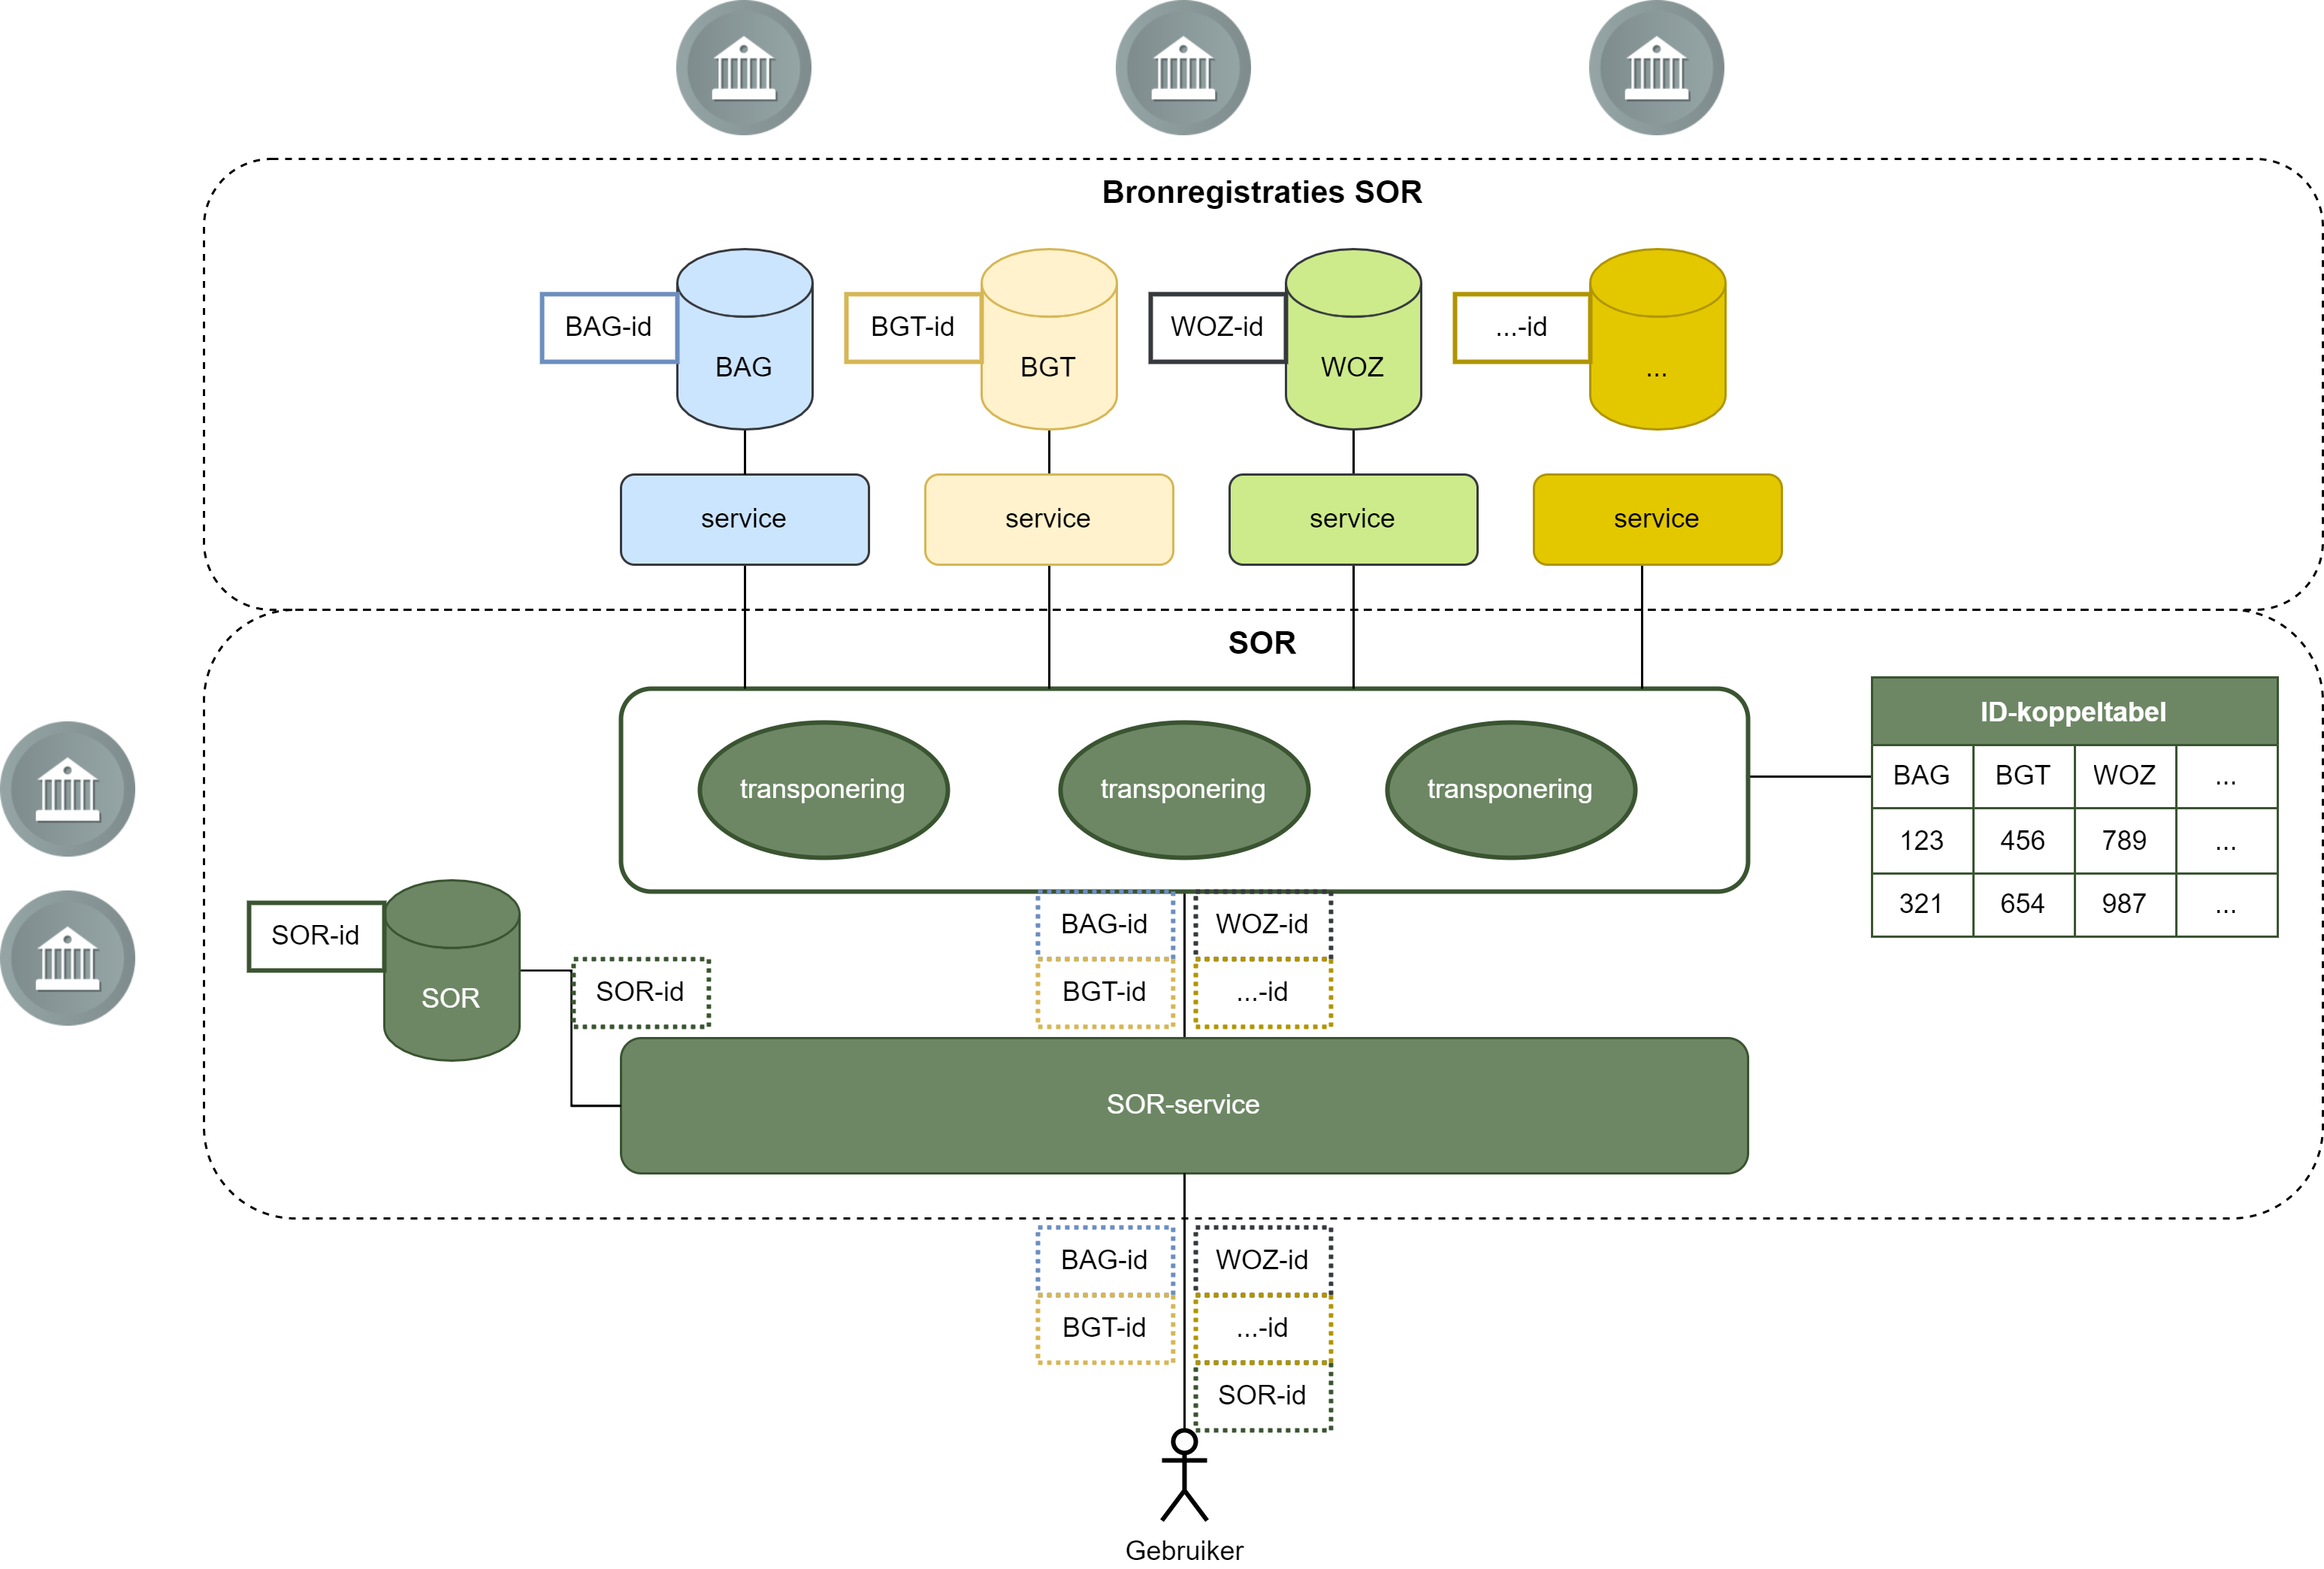 Bronregistraties SOR
BAG-id
BAG
BGT-id
BGT
WOZ-id
WOZ
...-id
...
service
service
service
service
SOR
transponering
transponering
transponering
ID-koppeltabel
BAG BGT WOZ ...
123 456 789 ...
321 654 987 ...
SOR-id
SOR
SOR-id
BAG-id
WOZ-id
BGT-id
...-id
SOR-service
BAG-id
WOZ-id
BGT-id
...-id
SOR-id
Gebruiker